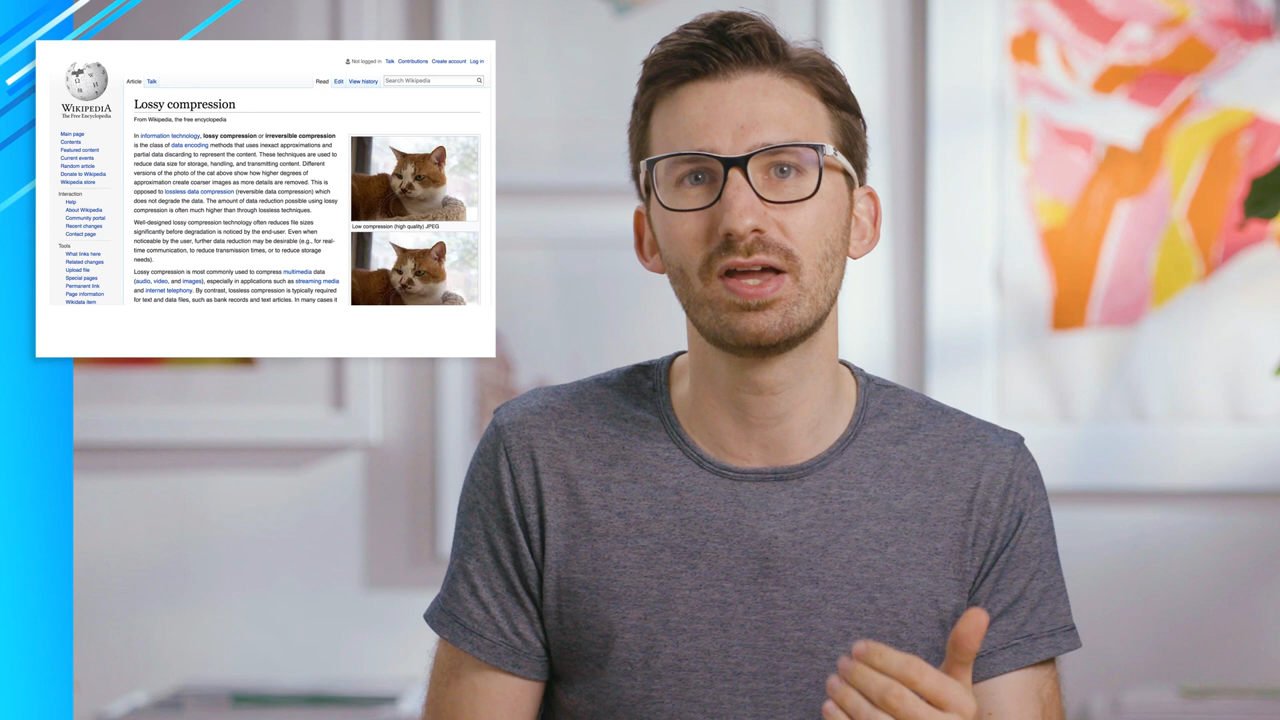 WIKIPEDIA
The Free Encyclopedia
Main page
Contents
Featured content
Current events
Random article
Donate to Wikipedia
Wikipedia store
Interaction
Help
About Wikipedia
Community portal
Recent changes
Contact page
Tools
What links here
Related changes
Upload file
Special pages
Permanent link
Page information
Wikidata item
Not logged in Talk Contributions Create account Log in
Article Talk Read Edit View history Search Wikipedia
Lossy compression
From Wikipedia, the free encyclopedia
In information technology, lossy compression or irreversible compression
is the class of data encoding methods that uses inexact approximations and
partial data discarding to represent the content. These techniques are used to
reduce data size for storage, handling, and transmitting content. Different
versions of the photo of the cat above show how higher degrees of
approximation create coarser images as more details are removed. This is
opposed to lossless data compression (reversible data compression) which
does not degrade the data. The amount of data reduction possible using lossy
compression is often much higher than through lossless techniques.
Well-designed lossy compression technology often reduces file sizes
significantly before degradation is noticed by the end-user. Even when
noticeable by the user, further data reduction may be desirable (e.g., for real-
time communication, to reduce transmission times, or to reduce storage
needs).
Lossy compression is most commonly used to compress multimedia data
(audio, video, and images), especially in applications such as streaming media
and internet telephony. By contrast, lossless compression is typically required
for text and data files, such as bank records and text articles. In many cases it
Low compression (high quality) JPEG